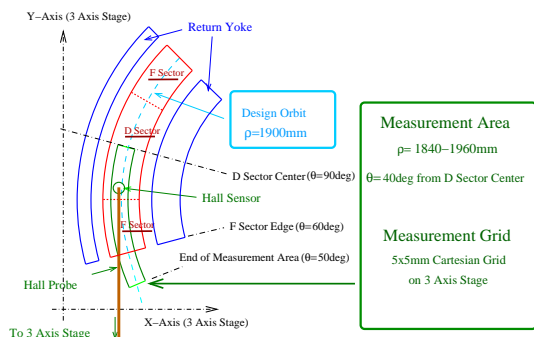 Y−Axis (3 Axis Stage)
Return Yoke
F Sector
Design Orbit
ρ=1900mm
D Sector
Measurement Area
ρ= 1840−1960mm
θ=40deg from D Sector Center
D Sector Center (θ=90deg)
Hall Sensor
F Sector
F Sector Edge (θ=60deg)
Measurement Grid
5x5mm Cartesian Grid
on 3 Axis Stage
End of Measurement Area (θ=50deg)
Hall Probe
X−Axis (3 Axis Stage)
To 3 Axis Stage